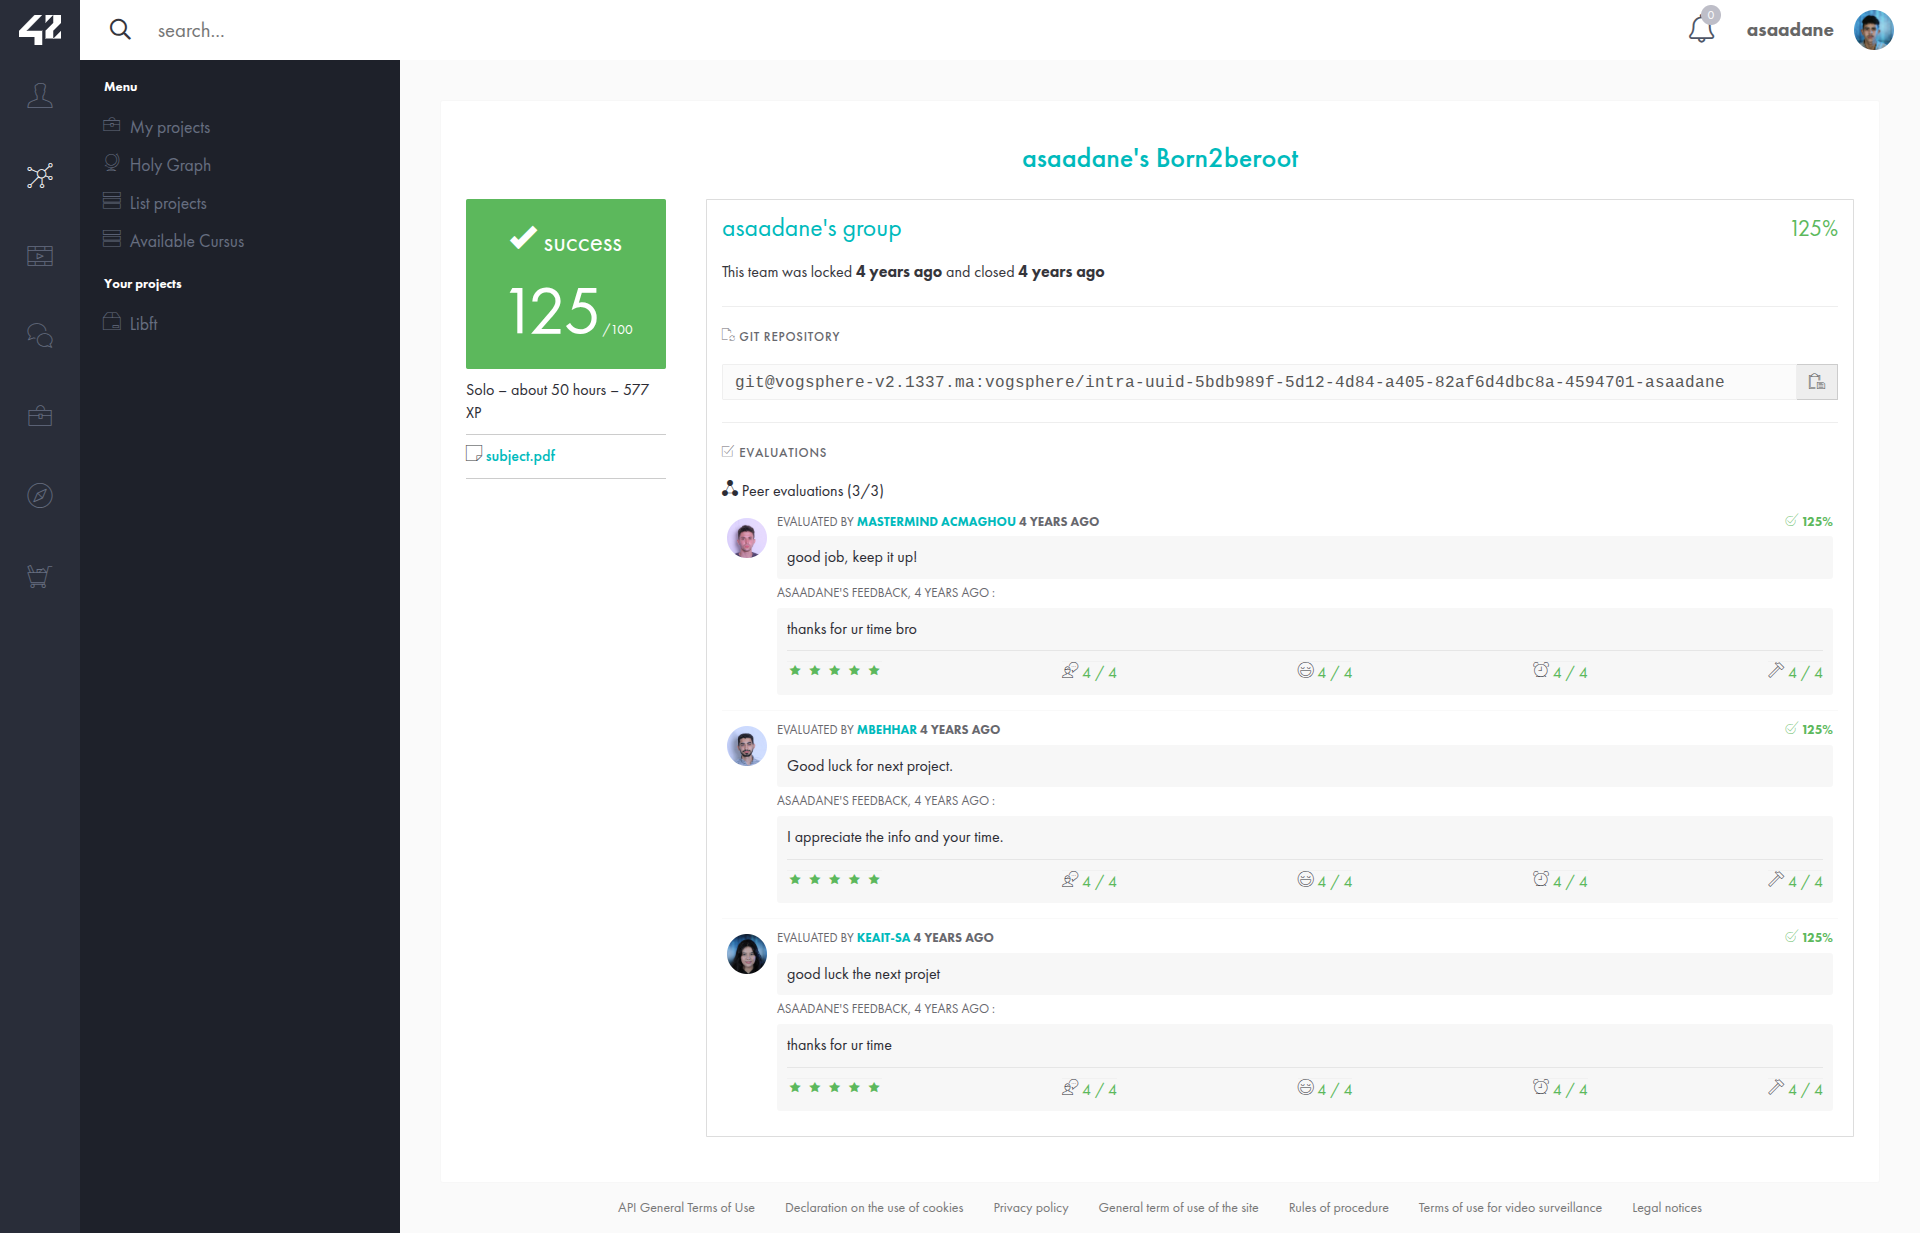 42
search...
0
asaadane
Menu
My projects
Holy Graph
List projects
Available Cursus
Your projects
Libft
asaadane's Born2beroot
success
125 /100
Solo – about 50 hours – 577
XP
subject.pdf
asaadane's group
125%
This team was locked 4 years ago and closed 4 years ago
GIT REPOSITORY
git@vogsphere-v2.1337.ma:vogsphere/intra-uuid-5bdb989f-5d12-4d84-a405-82af6d4dbc8a-4594701-asaadane
EVALUATIONS
Peer evaluations (3/3)
EVALUATED BY MASTERMIND ACMAGHOU 4 YEARS AGO
125%
good job, keep it up!
ASAADANE'S FEEDBACK, 4 YEARS AGO :
thanks for ur time bro
4 / 4 4 / 4 4 / 4 4 / 4
EVALUATED BY MBEHHAR 4 YEARS AGO
125%
Good luck for next project.
ASAADANE'S FEEDBACK, 4 YEARS AGO :
I appreciate the info and your time.
4 / 4 4 / 4 4 / 4 4 / 4
EVALUATED BY KEAIT-SA 4 YEARS AGO
125%
good luck the next projet
ASAADANE'S FEEDBACK, 4 YEARS AGO :
thanks for ur time
4 / 4 4 / 4 4 / 4 4 / 4
API General Terms of Use Declaration on the use of cookies Privacy policy General term of use of the site Rules of procedure Terms of use for video surveillance Legal notices